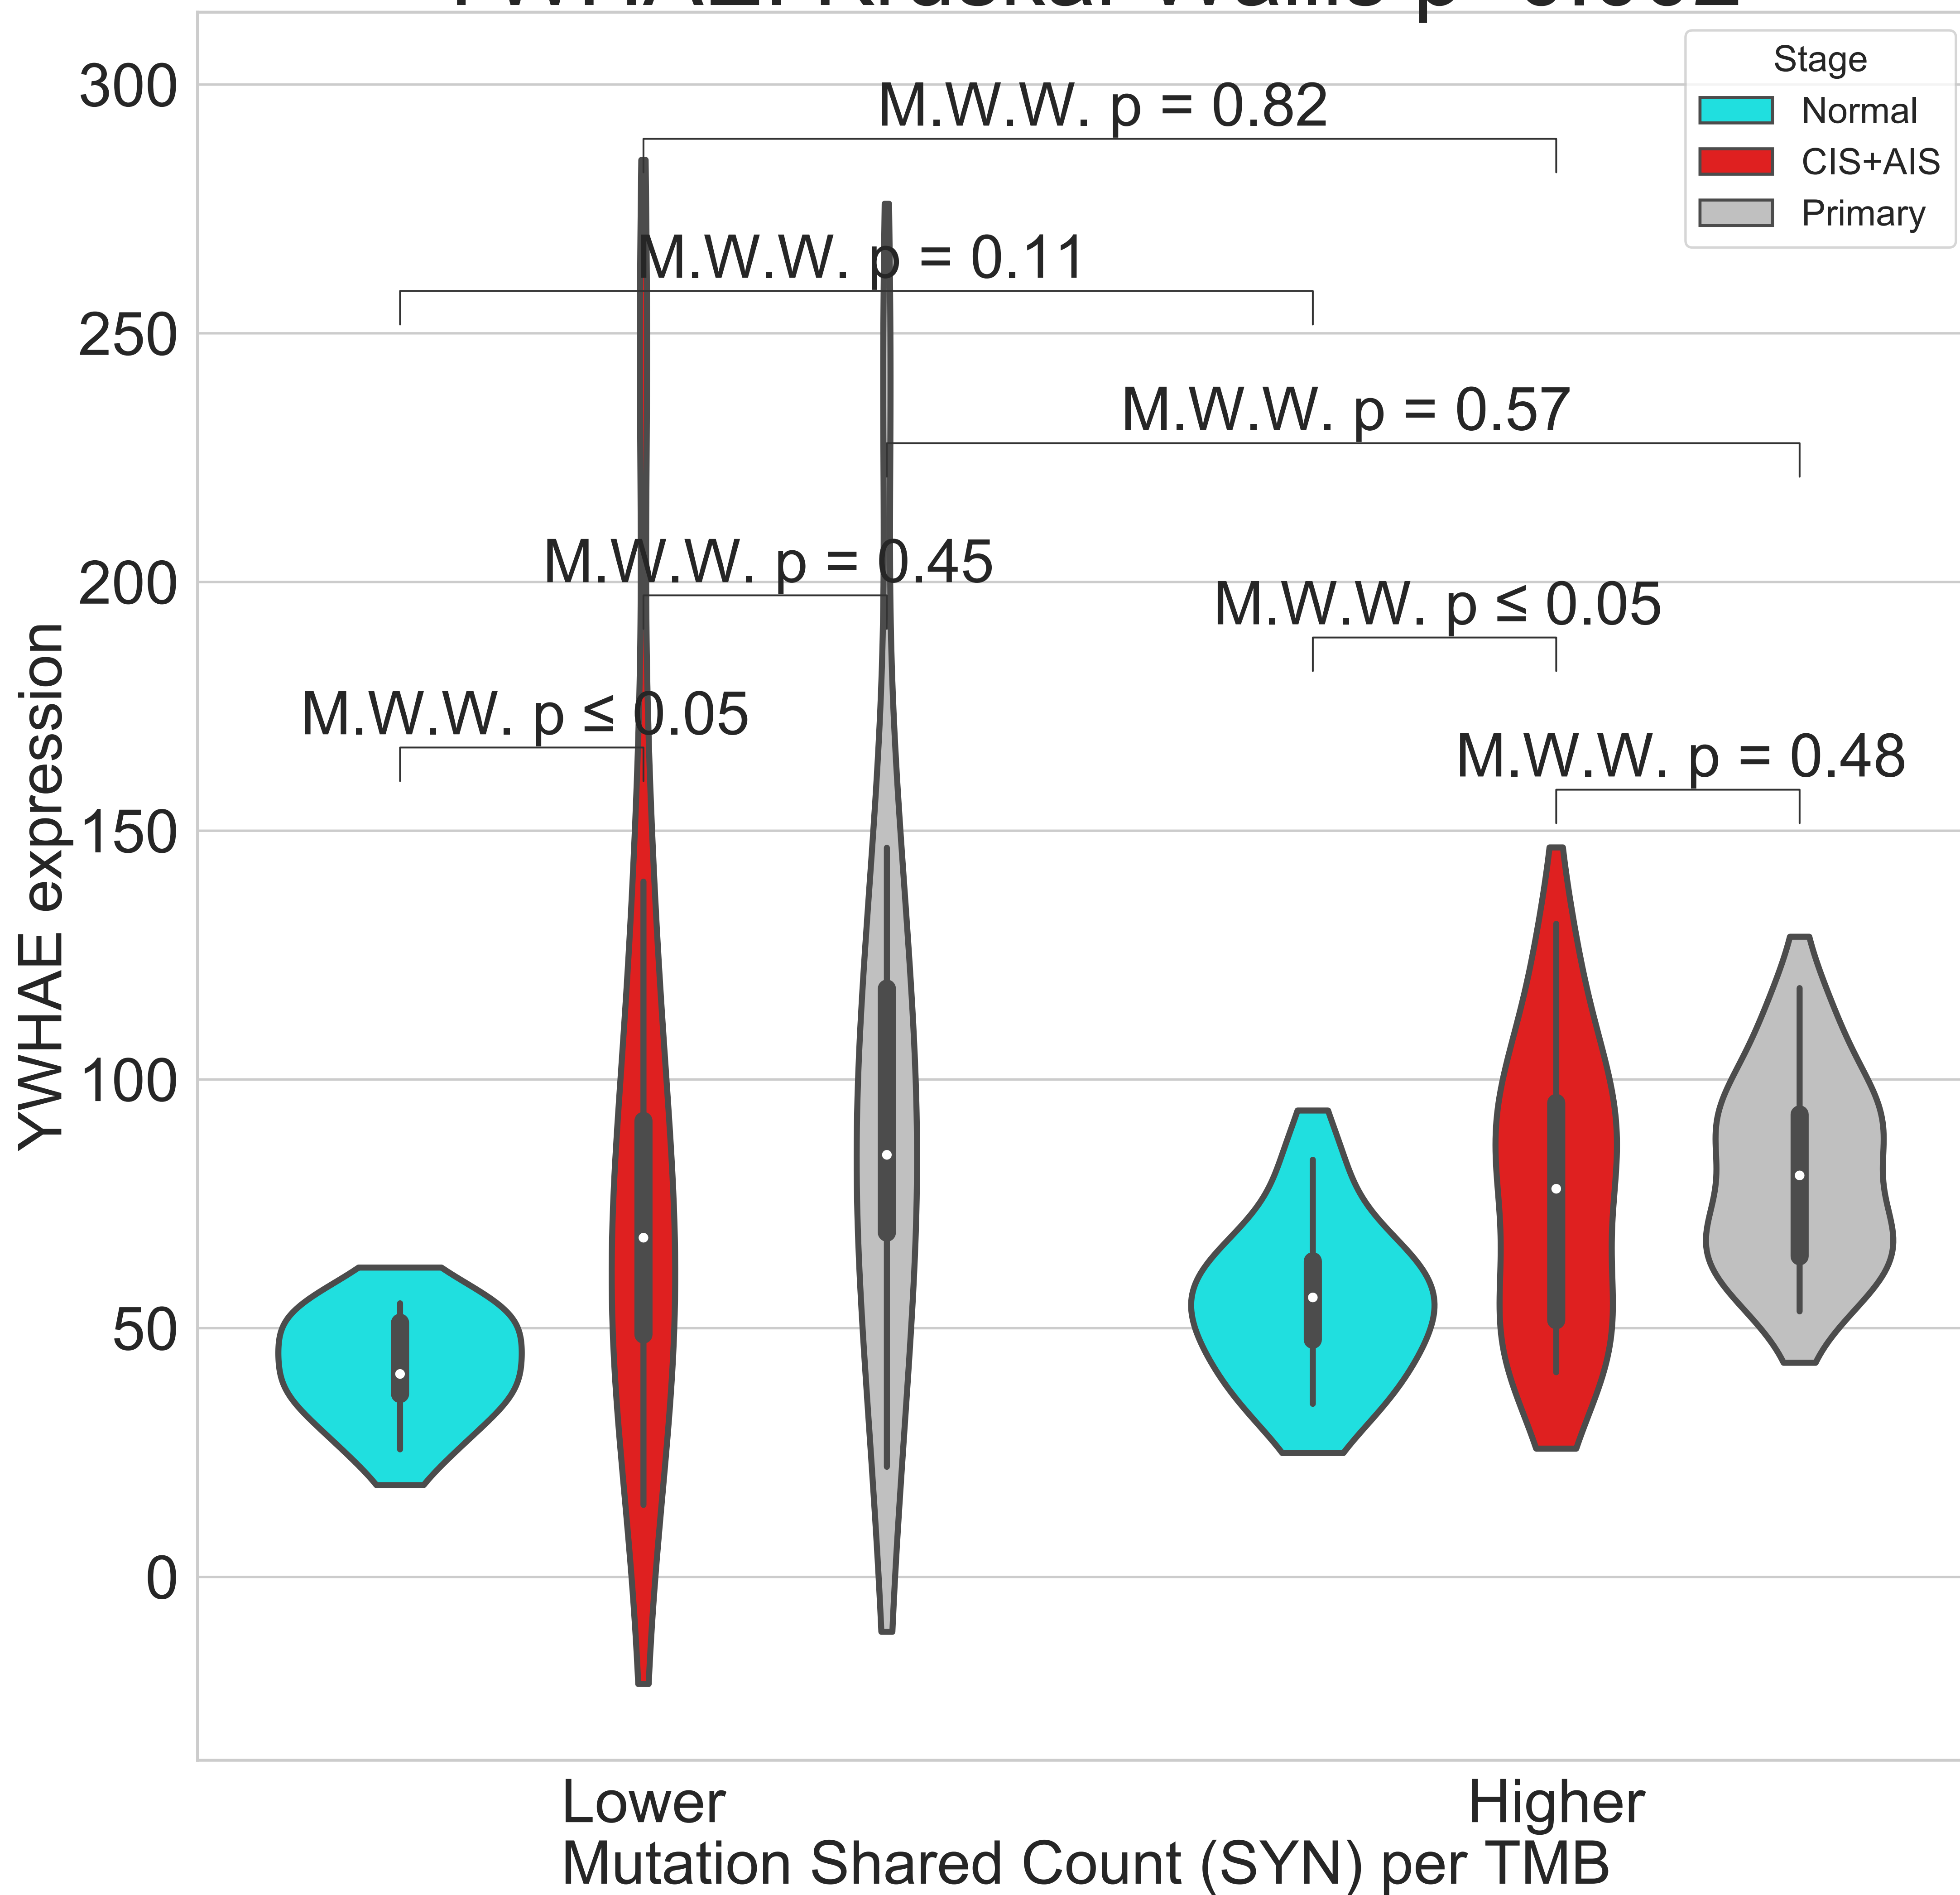 Stage
Normal
CIS+AIS
Primary
300
250
200
150
100
50
0
YWHAE expression
M.W.W. p = 0.82
M.W.W. p = 0.11
M.W.W. p = 0.57
M.W.W. p = 0.45
M.W.W. p ≤ 0.05
M.W.W. p ≤ 0.05
M.W.W. p = 0.48
Lower Higher
Mutation Shared Count (SYN) per TMB